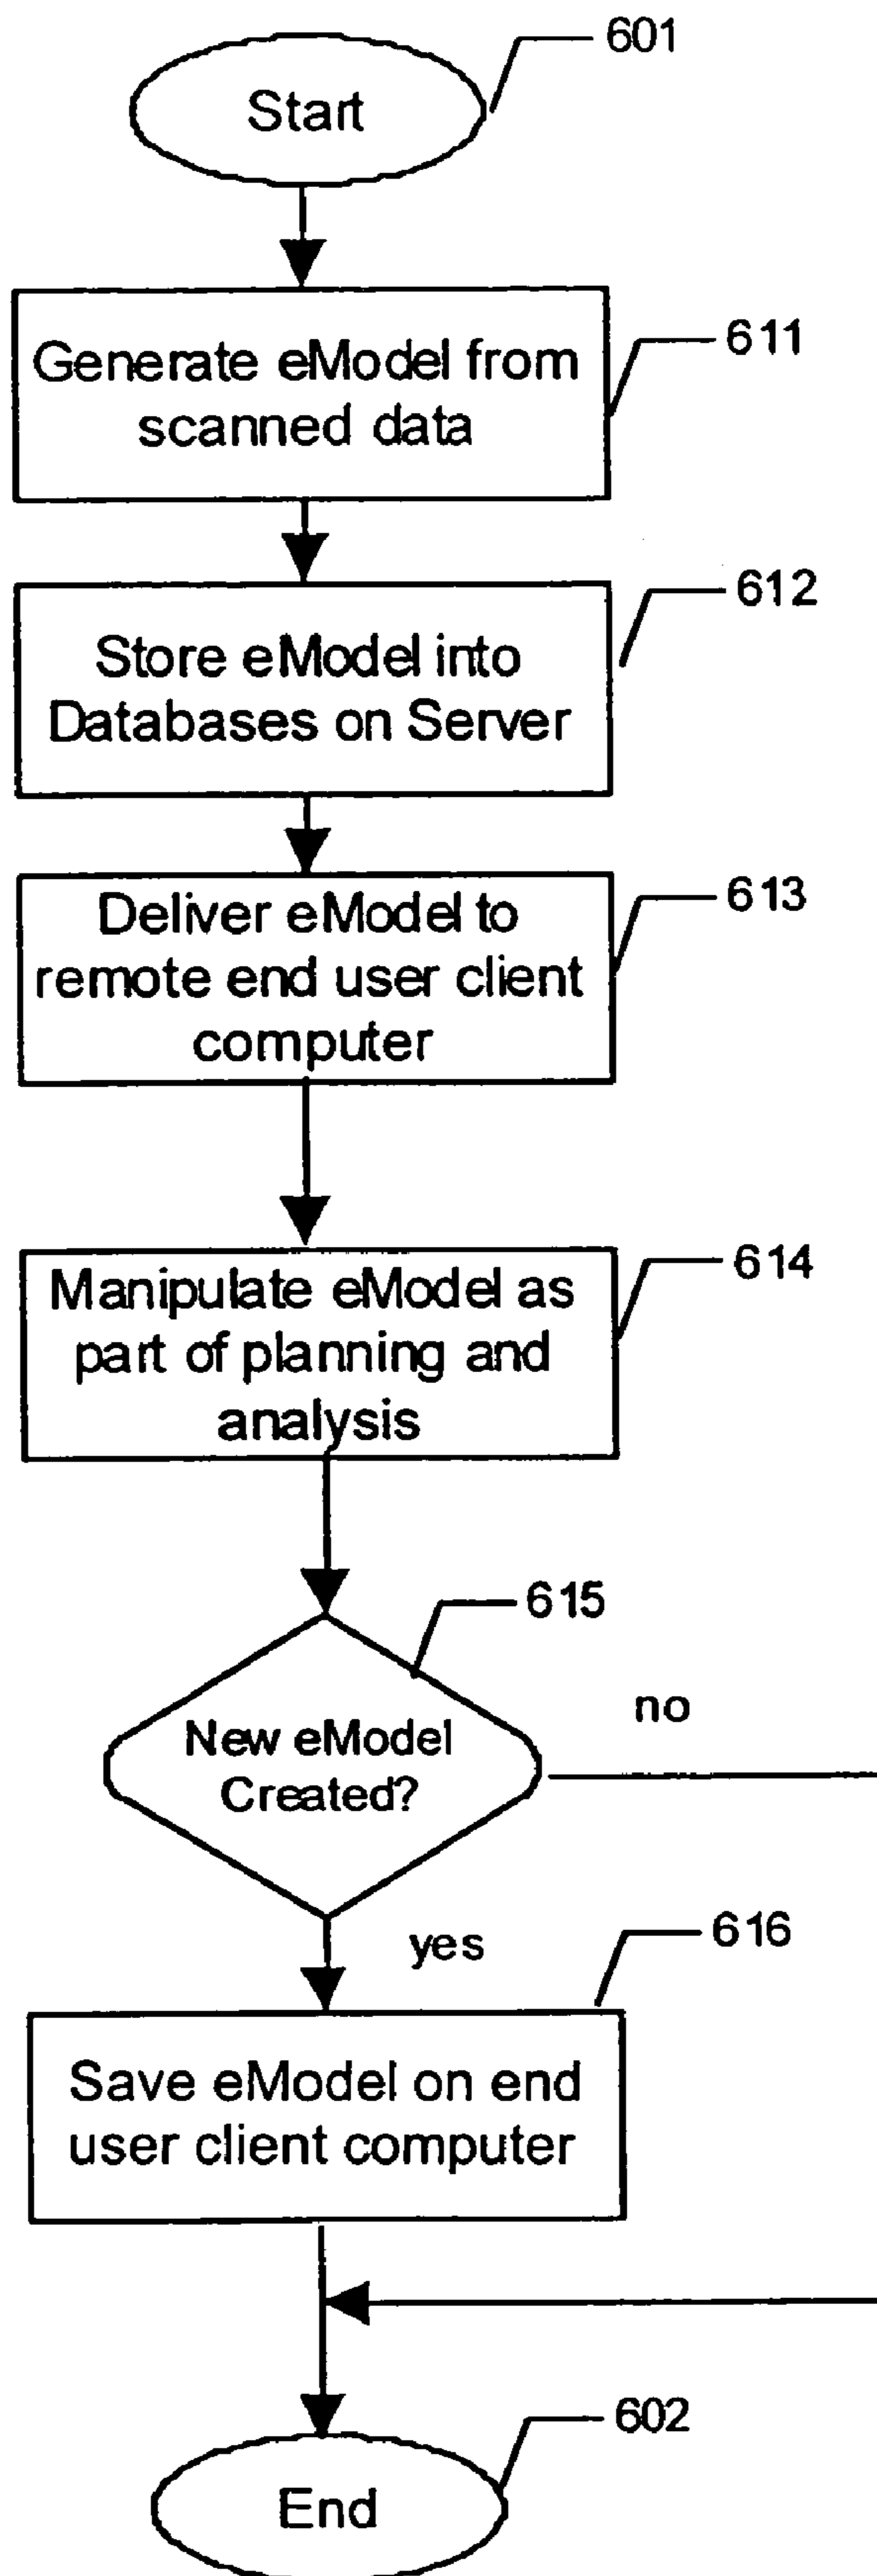 601
Start
611
Generate eModel from
scanned data
612
Store eModel into
Databases on Server
613
Deliver eModel to
remote end user client
computer
614
Manipulate eModel as
part of planning and
analysis
615
no
New eModel
Created?
yes
616
Save eModel on end
user client computer
602
End